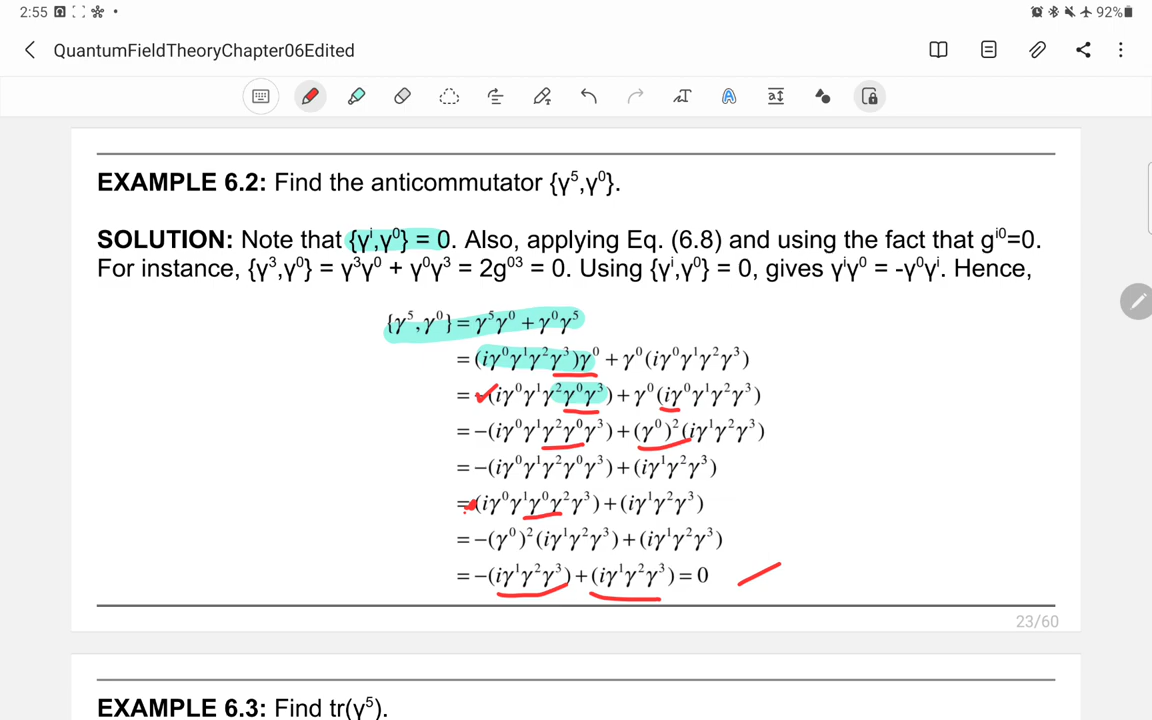 2:55
92%
QuantumFieldTheoryChapter06Edited
EXAMPLE 6.2: Find the anticommutator {γ⁵,γ⁰}.
SOLUTION: Note that {γⁱ,γ⁰} = 0. Also, applying Eq. (6.8) and using the fact that gⁱ⁰=0.
For instance, {γ³,γ⁰} = γ³γ⁰ + γ⁰γ³ = 2g⁰³ = 0. Using {γⁱ,γ⁰} = 0, gives γⁱγ⁰ = -γ⁰γⁱ. Hence,
{γ⁵,γ⁰} = γ⁵γ⁰ + γ⁰γ⁵
= (iγ⁰γ¹γ²γ³)γ⁰ + γ⁰(iγ⁰γ¹γ²γ³)
= (iγ⁰γ¹γ²γ⁰γ³) + γ⁰(iγ⁰γ¹γ²γ³)
= −(iγ⁰γ¹γ²γ⁰γ³) + (γ⁰)²(iγ¹γ²γ³)
= −(iγ⁰γ¹γ²γ⁰γ³) + (iγ¹γ²γ³)
= (iγ⁰γ¹γ⁰γ²γ³) + (iγ¹γ²γ³)
= −(γ⁰)²(iγ¹γ²γ³) + (iγ¹γ²γ³)
= −(iγ¹γ²γ³) + (iγ¹γ²γ³) = 0
23/60
EXAMPLE 6.3: Find tr(γ⁵).